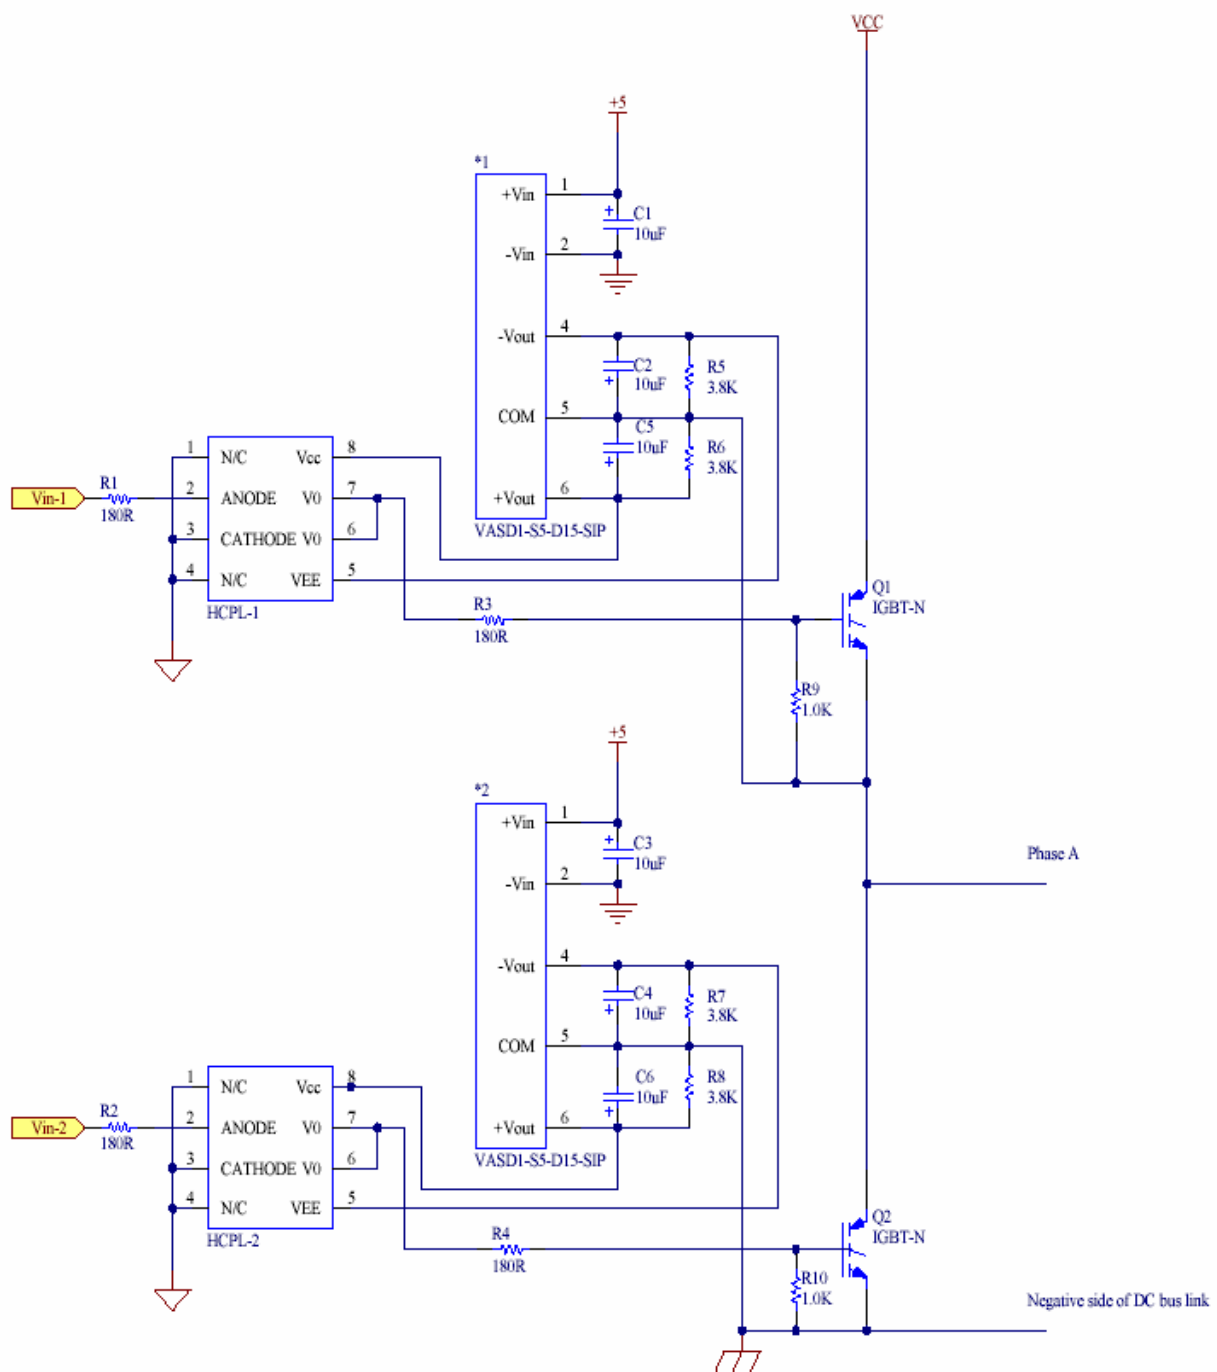 VCC
+5
*1
+Vin
1
C1
10uF
-Vin
2
-Vout
4
C2
10uF
R5
3.8K
COM
5
C5
10uF
R6
3.8K
+Vout
6
VASD1-S5-D15-SIP
Vin-1
R1
180R
1
N/C
Vcc
8
2
ANODE
V0
7
3
CATHODE
V0
6
4
N/C
VEE
5
HCPL-1
R3
180R
Q1
IGBT-N
R9
1.0K
+5
*2
+Vin
1
C3
10uF
-Vin
2
Phase A
-Vout
4
C4
10uF
R7
3.8K
COM
5
C6
10uF
R8
3.8K
+Vout
6
VASD1-S5-D15-SIP
Vin-2
R2
180R
1
N/C
Vcc
8
2
ANODE
V0
7
3
CATHODE
V0
6
4
N/C
VEE
5
HCPL-2
R4
180R
Q2
IGBT-N
R10
1.0K
Negative side of DC bus link